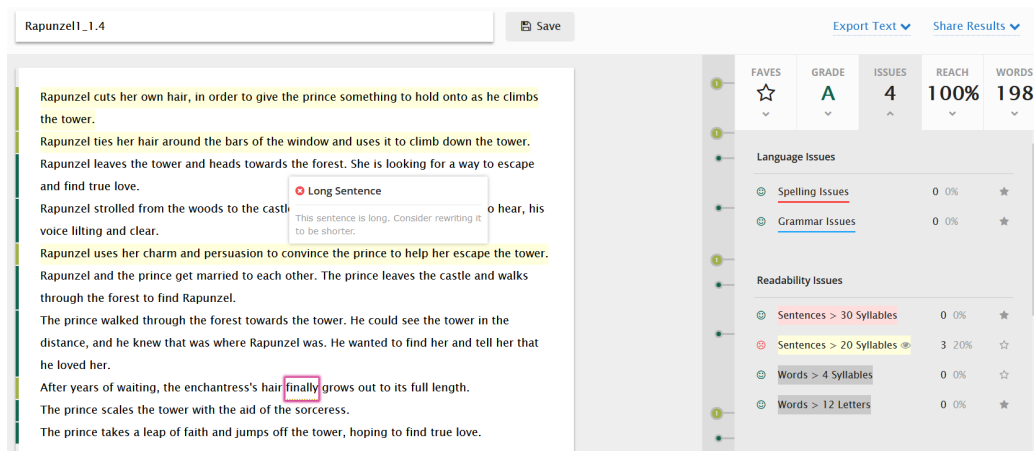 Rapunzel1_1.4
Save
Export Text
Share Results
Rapunzel cuts her own hair, in order to give the prince something to hold onto as he climbs
the tower.
Rapunzel ties her hair around the bars of the window and uses it to climb down the tower.
Rapunzel leaves the tower and heads towards the forest. She is looking for a way to escape
and find true love.
Rapunzel strolled from the woods to the castl o hear, his
voice lilting and clear.
Long Sentence
This sentence is long. Consider rewriting it
to be shorter.
Rapunzel uses her charm and persuasion to convince the prince to help her escape the tower.
Rapunzel and the prince get married to each other. The prince leaves the castle and walks
through the forest to find Rapunzel.
The prince walked through the forest towards the tower. He could see the tower in the
distance, and he knew that was where Rapunzel was. He wanted to find her and tell her that
he loved her.
After years of waiting, the enchantress's hair finally grows out to its full length.
The prince scales the tower with the aid of the sorceress.
The prince takes a leap of faith and jumps off the tower, hoping to find true love.
1
1
1
1
FAVES GRADE ISSUES REACH WORDS
A 4 100% 198
Language Issues
Spelling Issues 0 0%
Grammar Issues 0 0%
Readability Issues
Sentences > 30 Syllables 0 0%
Sentences > 20 Syllables 3 20%
Words > 4 Syllables 0 0%
Words > 12 Letters 0 0%